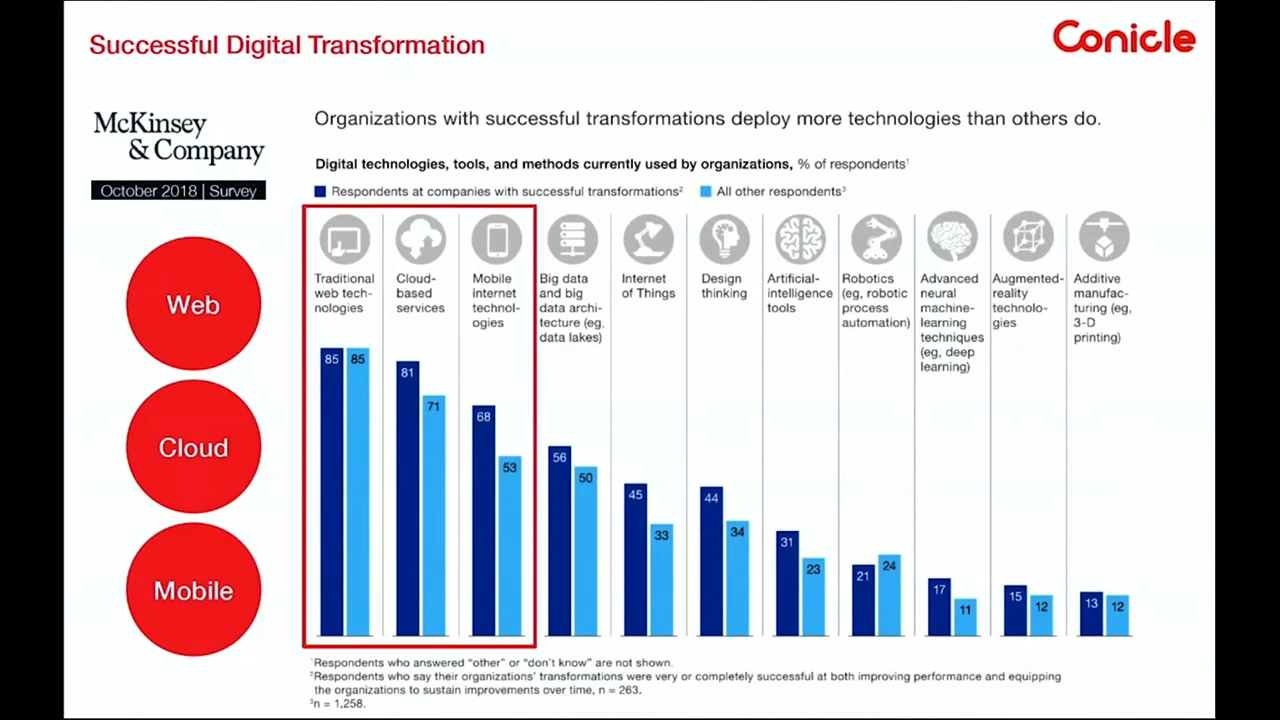 Successful Digital Transformation
Conicle
McKinsey
& Company
October 2018 | Survey
Web
Cloud
Mobile
Organizations with successful transformations deploy more technologies than others do.
Digital technologies, tools, and methods currently used by organizations, % of respondents¹
Respondents at companies with successful transformations²
All other respondents³
Traditional
web tech-
nologies
Cloud-
based
services
Mobile
internet
technol-
ogies
Big data
and big
data archi-
tecture (eg,
data lakes)
Internet
of Things
Design
thinking
Artificial-
intelligence
tools
Robotics
(eg, robotic
process
automation)
Advanced
neural
machine-
learning
techniques
(eg, deep
learning)
Augmented-
reality
technolo-
gies
Additive
manufac-
turing (eg,
3-D
printing)
85 85
81 71
68 53
56 50
45 33
44 34
31 23
21 24
17 11
15 12
13 12
¹Respondents who answered “other” or “don’t know” are not shown.
²Respondents who say their organizations’ transformations were very or completely successful at both improving performance and equipping
the organizations to sustain improvements over time, n = 263.
³n = 1,258.